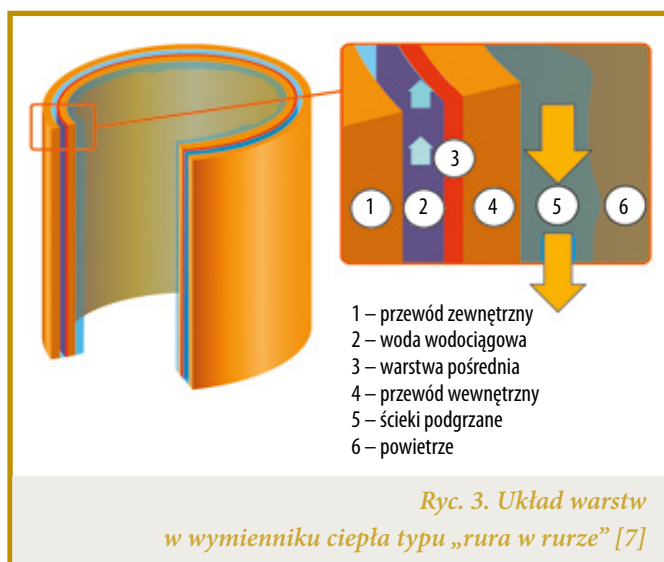 1 2 3 4 5 6
1 – przewód zewnętrzny
2 – woda wodociągowa
3 – warstwa pośrednia
4 – przewód wewnętrzny
5 – ścieki podgrzane
6 – powietrze
Ryc. 3. Układ warstw
w wymienniku ciepła typu „rura w rurze” [7]